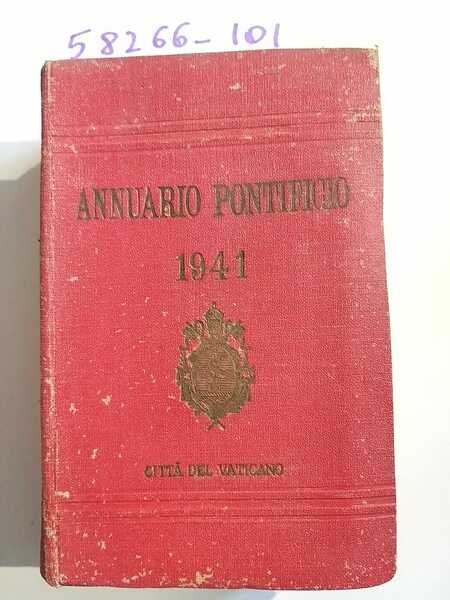 58266-101
ANNUARIO PONTIFICIO
1941
CITTÀ DEL VATICANO